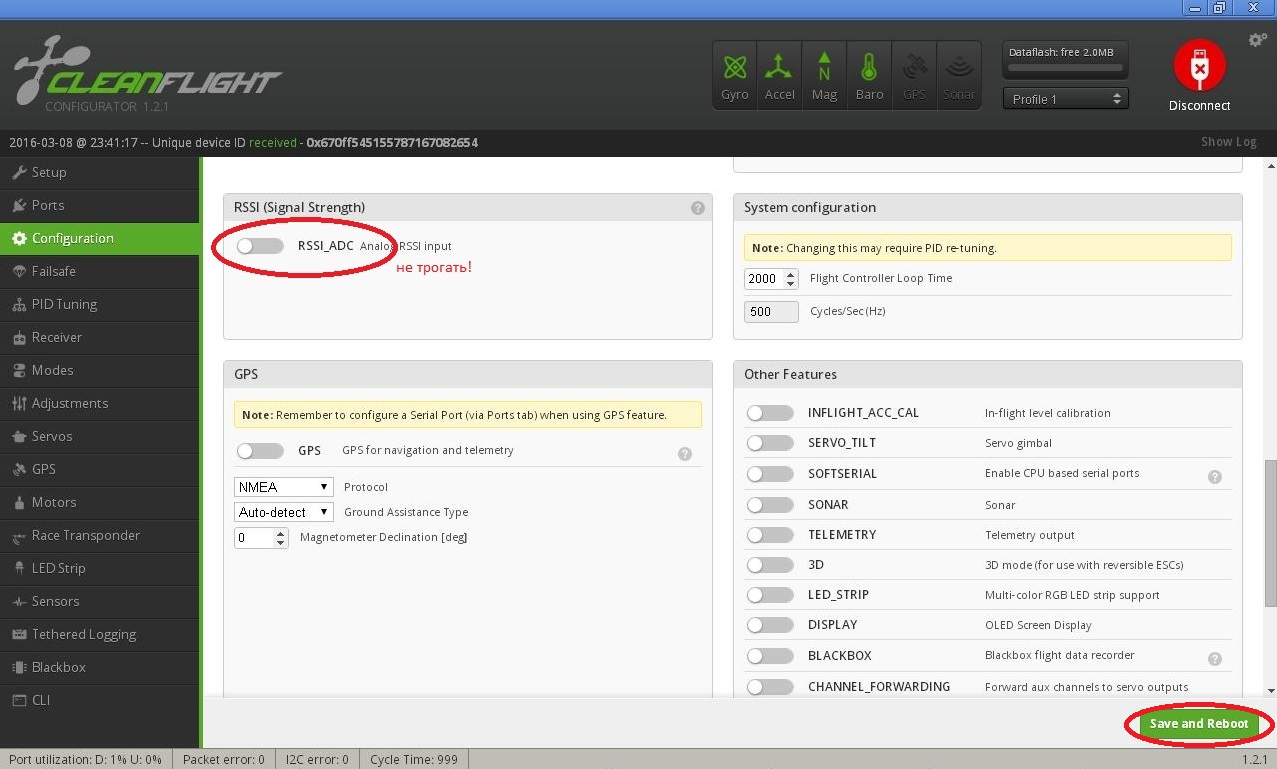 CLEANFLIGHT
CONFIGURATOR 1.2.1
Gyro
Accel
Mag
Baro
GPS
Sonar
Dataflash: free 2.0MB
Profile 1
Disconnect
2016-03-08 @ 23:41:17 -- Unique device ID received - 0x670ff545155787167082654
Show Log
Setup
Ports
Configuration
Failsafe
PID Tuning
Receiver
Modes
Adjustments
Servos
GPS
Motors
Race Transponder
LED Strip
Sensors
Tethered Logging
Blackbox
CLI
RSSI (Signal Strength)
RSSI_ADC Analog RSSI input
не трогать!
System configuration
Note: Changing this may require PID re-tuning.
2000 Flight Controller Loop Time
500 Cycles/Sec (Hz)
GPS
Note: Remember to configure a Serial Port (via Ports tab) when using GPS feature.
GPS GPS for navigation and telemetry
NMEA Protocol
Auto-detect Ground Assistance Type
0 Magnetometer Declination [deg]
Other Features
INFLIGHT_ACC_CAL In-flight level calibration
SERVO_TILT Servo gimbal
SOFTSERIAL Enable CPU based serial ports
SONAR Sonar
TELEMETRY Telemetry output
3D 3D mode (for use with reversible ESCs)
LED_STRIP Multi-color RGB LED strip support
DISPLAY OLED Screen Display
BLACKBOX Blackbox flight data recorder
CHANNEL_FORWARDING Forward aux channels to servo outputs
Save and Reboot
Port utilization: D: 1% U: 0% Packet error: 0 I2C error: 0 Cycle Time: 999 1.2.1